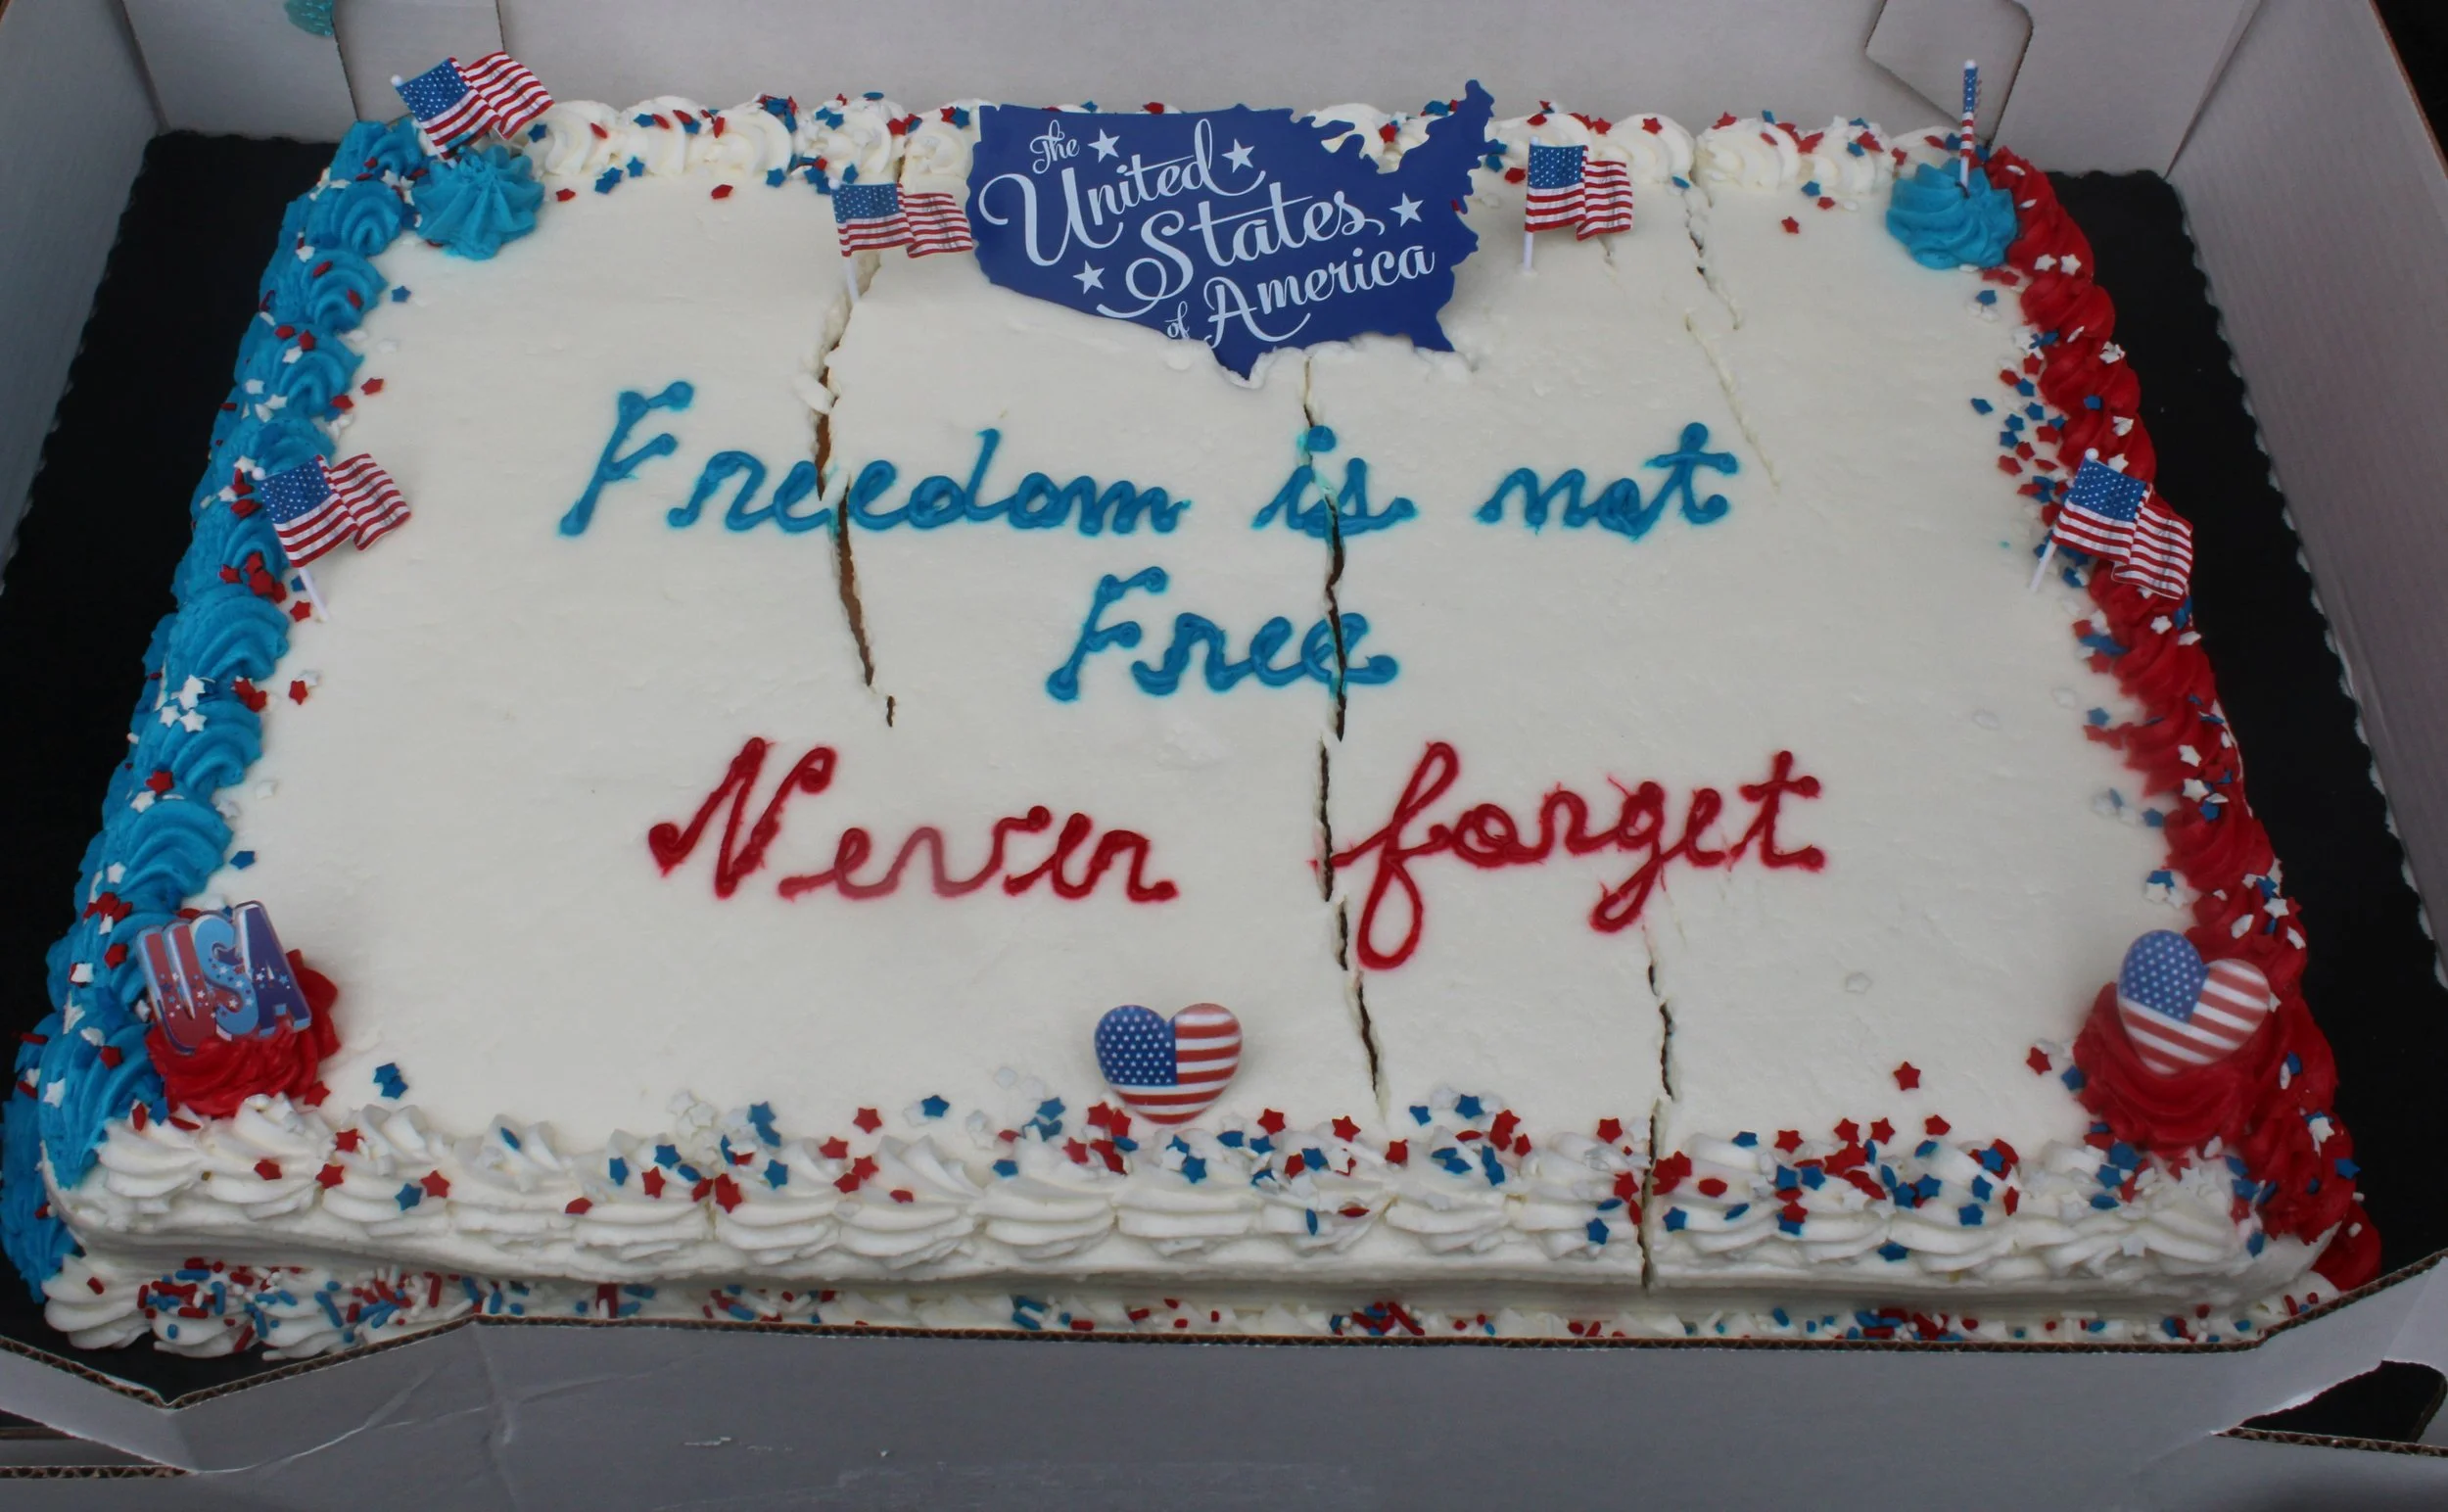 The
United
States
of America
Freedom is not
Free
Never forget
USA